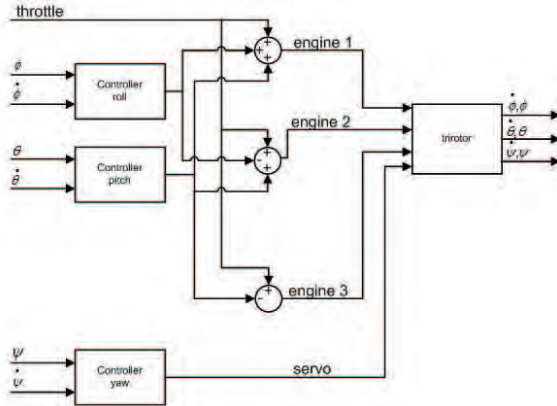 throttle
engine 1
+
+
+
ϕ
Controller
roll
ϕ̇
ϕ̇,ϕ
engine 2
trirotor
θ̇,θ
+
-
+
θ
Controller
pitch
ψ̇,ψ
θ̇
+
-
engine 3
ψ
Controller
yaw
servo
ψ̇